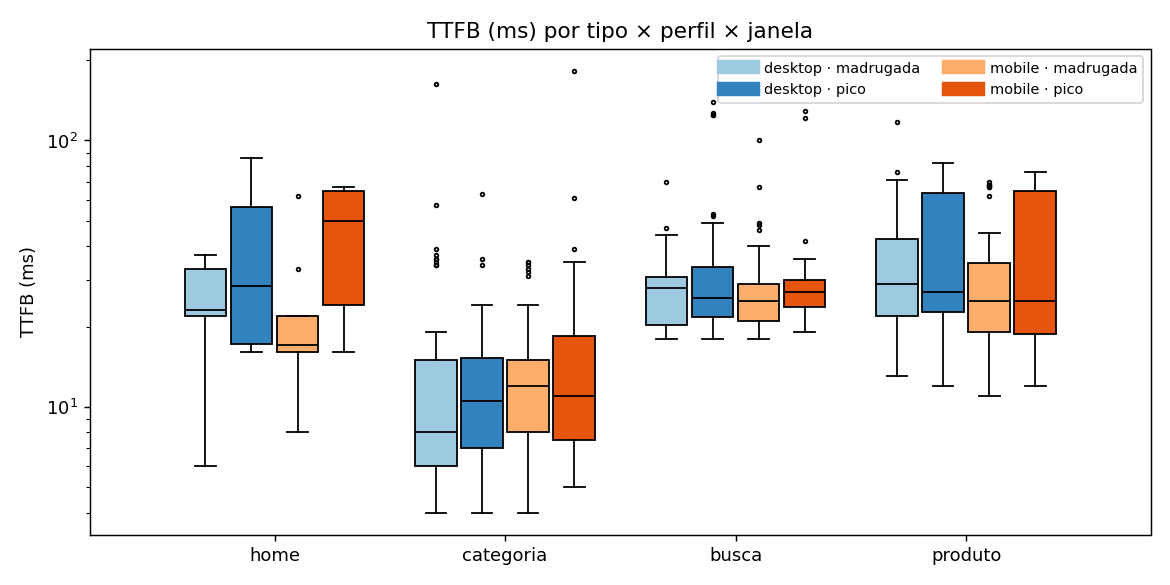 TTFB (ms) por tipo × perfil × janela
desktop · madrugada
desktop · pico
mobile · madrugada
mobile · pico
TTFB (ms)
10²
10¹
home categoria busca produto